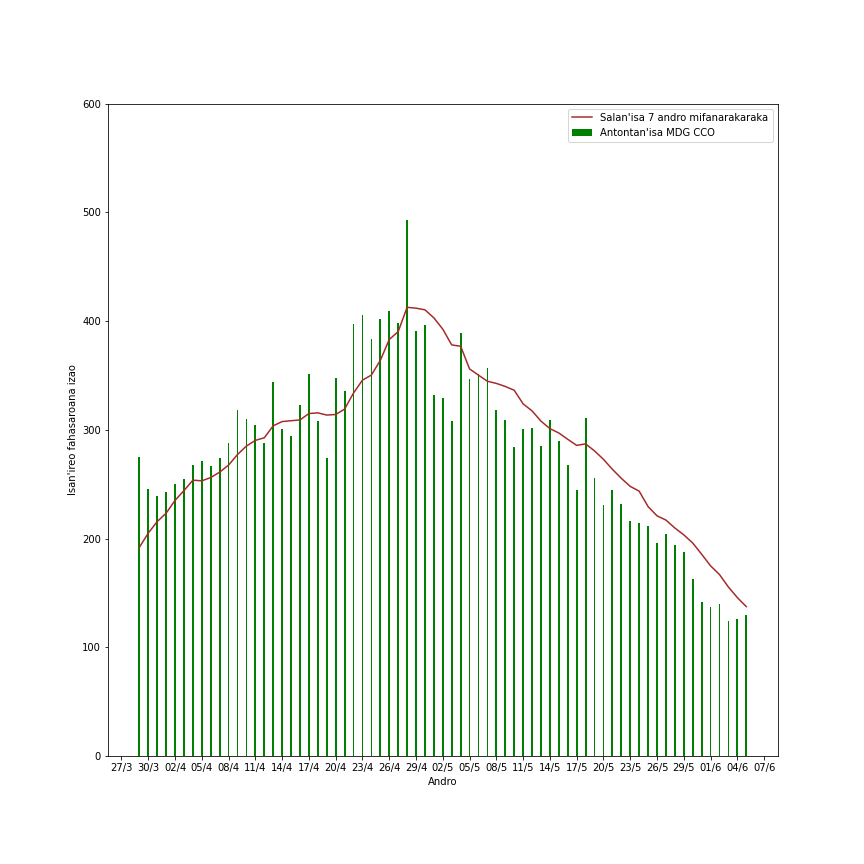 600
500
400
300
200
100
0
Isan'ireo fahasaroana izao
Salan'isa 7 andro mifanarakaraka
Antontan'isa MDG CCO
27/3 30/3 02/4 05/4 08/4 11/4 14/4 17/4 20/4 23/4 26/4 29/4 02/5 05/5 08/5 11/5 14/5 17/5 20/5 23/5 26/5 29/5 01/6 04/6 07/6
Andro